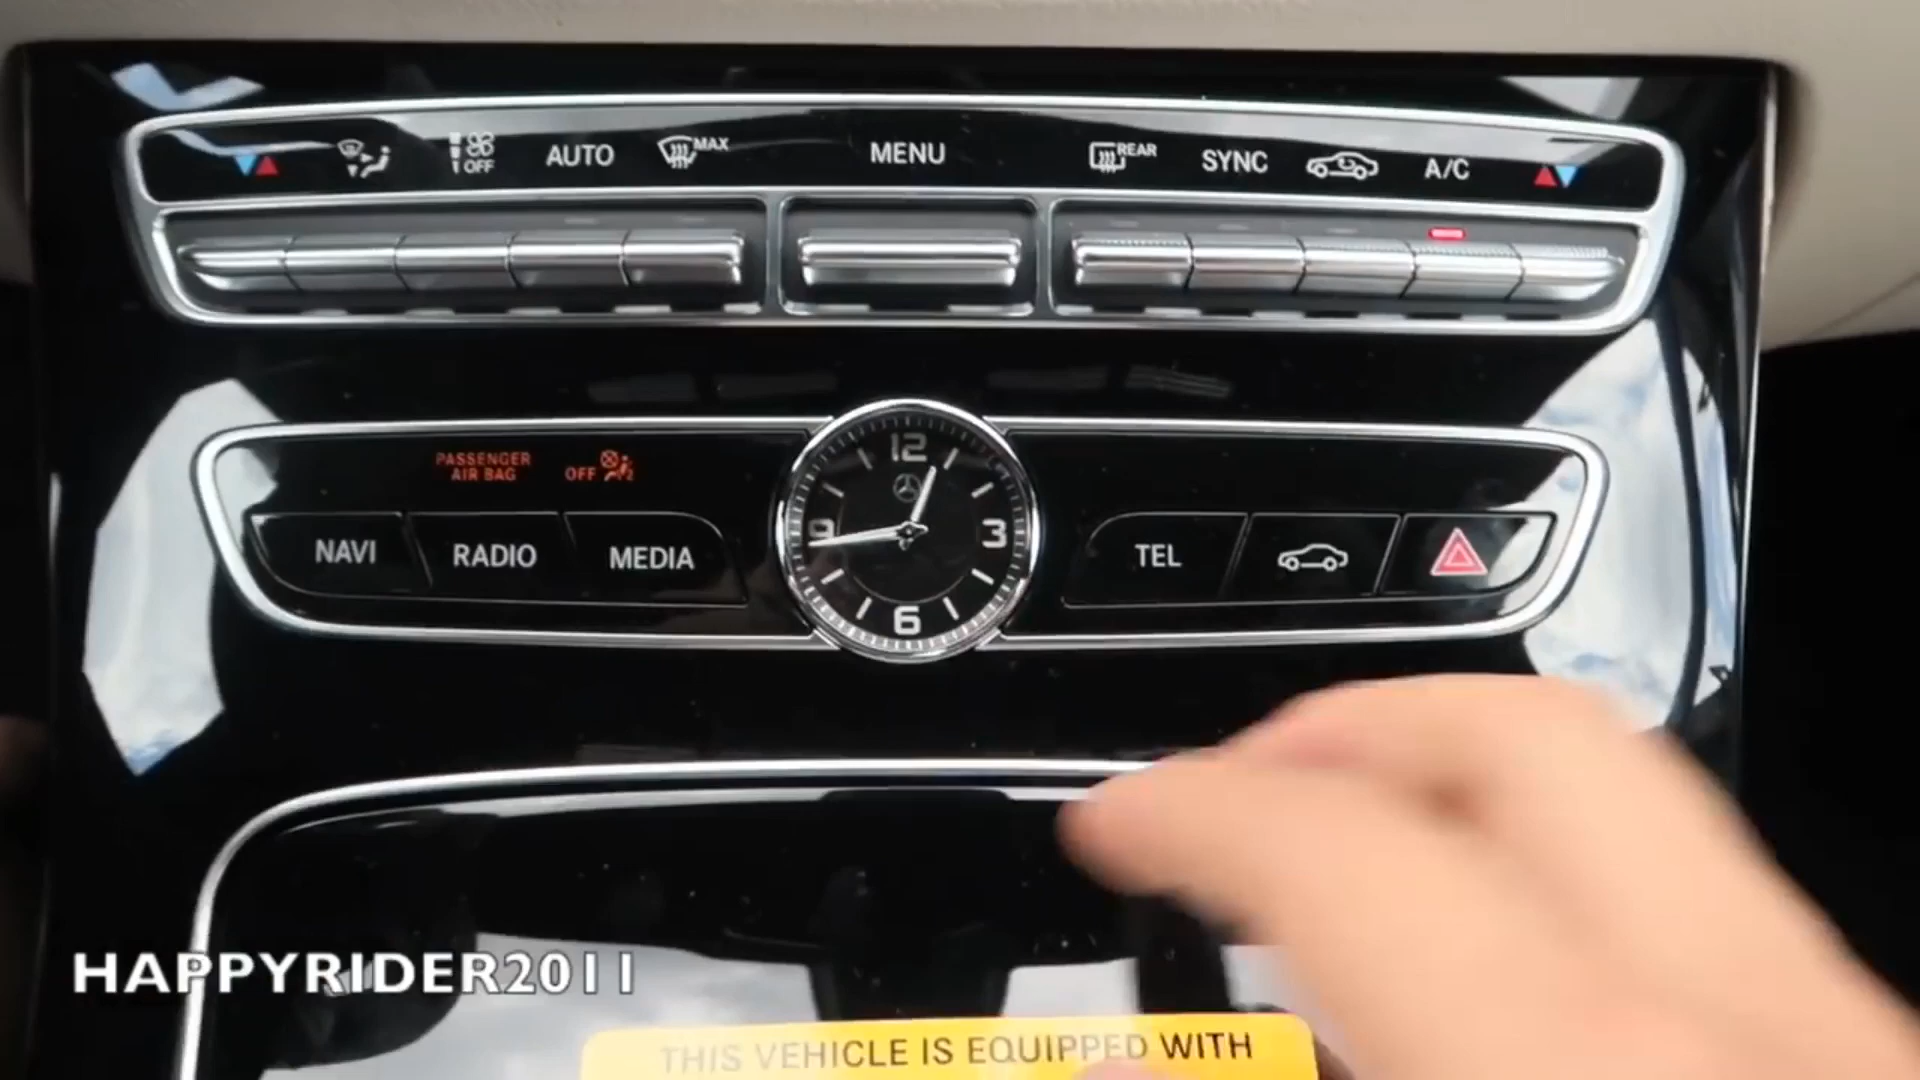 OFF AUTO MAX MENU REAR SYNC A/C
PASSENGER
AIR BAG OFF 2
12
9 3
6
NAVI RADIO MEDIA TEL
HAPPYRIDER2011
THIS VEHICLE IS EQUIPPED WITH